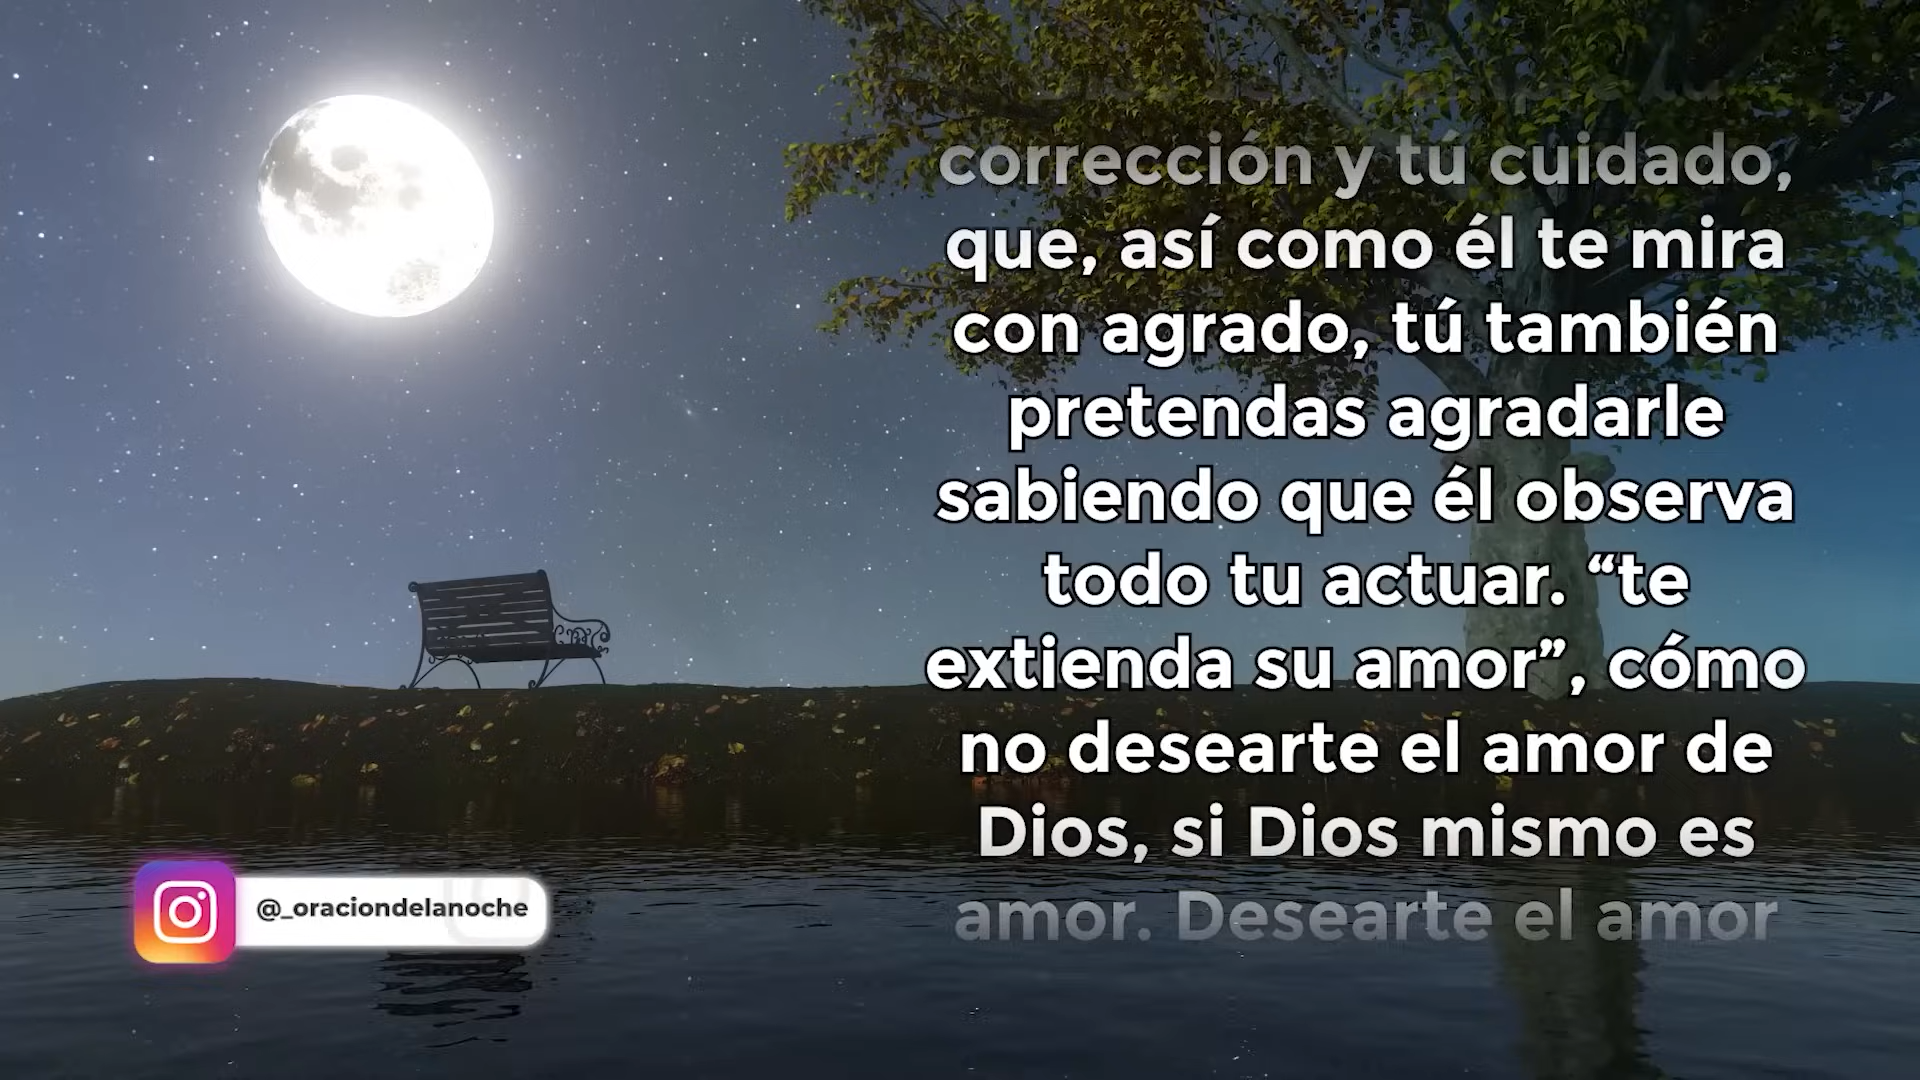 corrección y tú cuidado,
que, así como él te mira
con agrado, tú también
pretendas agradarle
sabiendo que él observa
todo tu actuar. “te
extienda su amor”, cómo
no desearte el amor de
Dios, si Dios mismo es
amor. Desearte el amor
@_oraciondelanoche